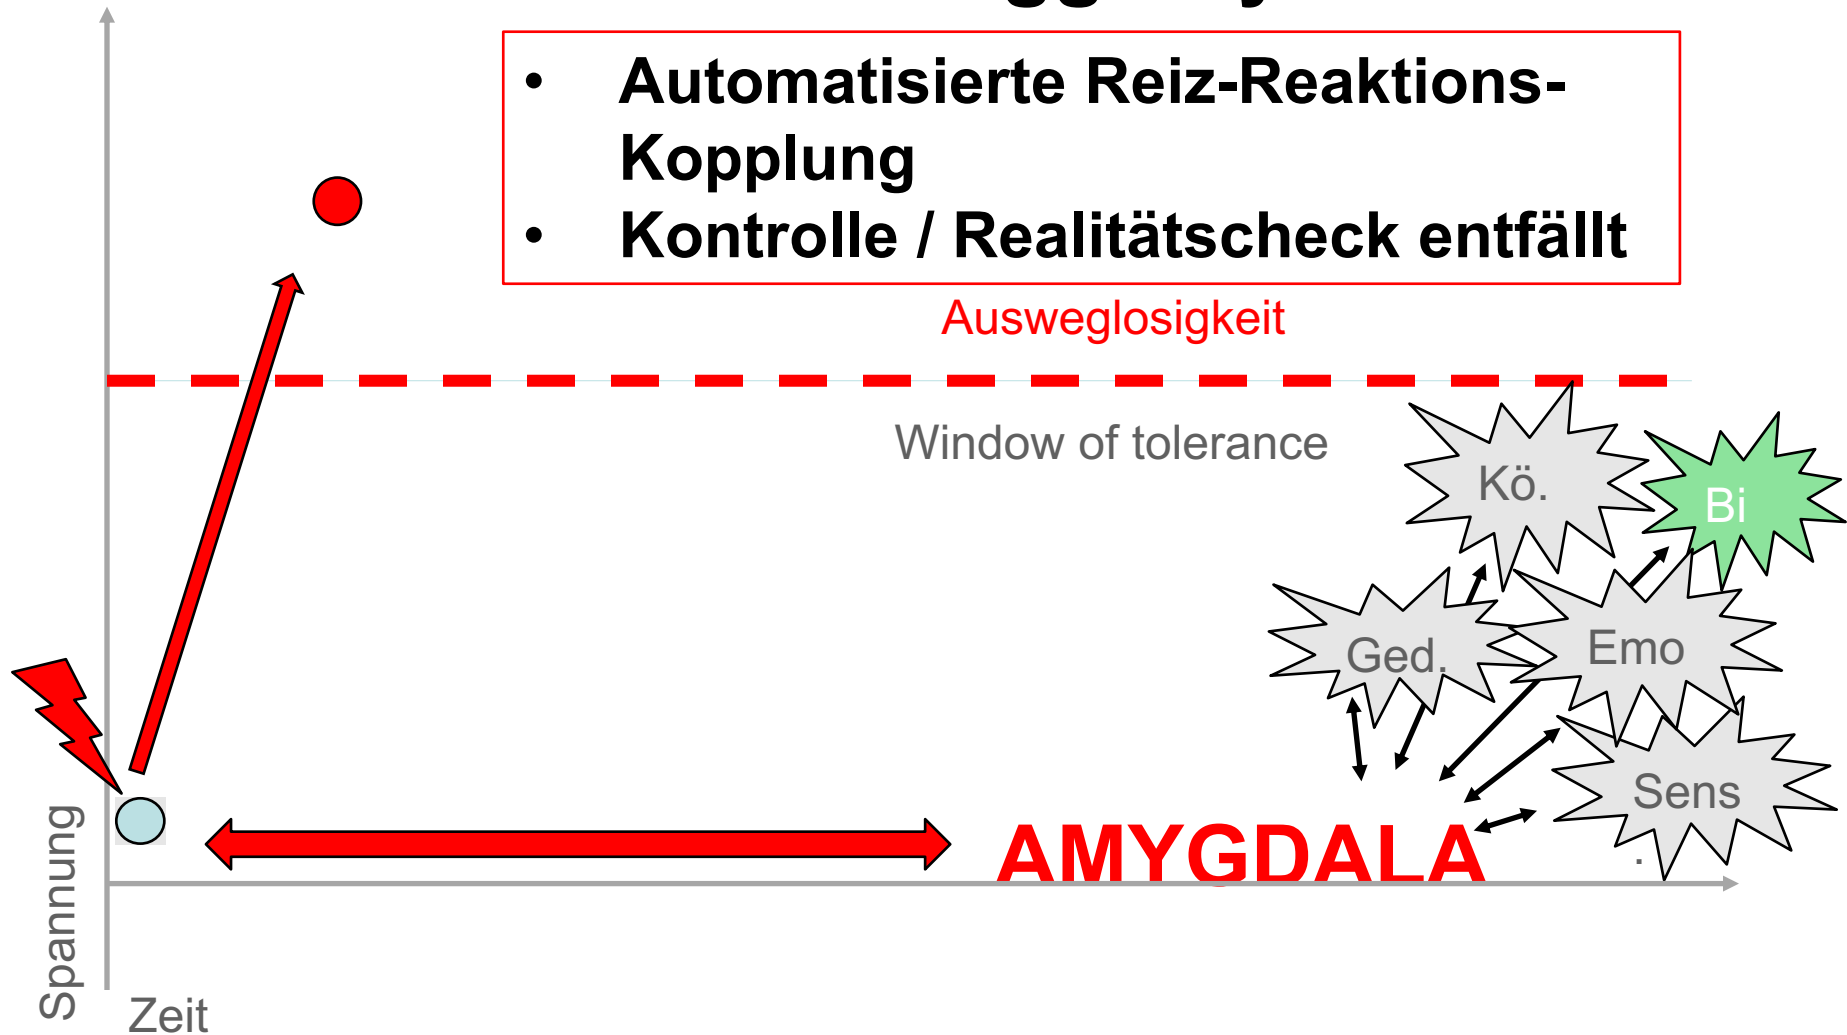 • Automatisierte Reiz-Reaktions-
Kopplung
• Kontrolle / Realitätscheck entfällt
Ausweglosigkeit
Window of tolerance
Kö.
Bi
Ged.
Emo
Sens
.
AMYGDALA
Spannung
Zeit